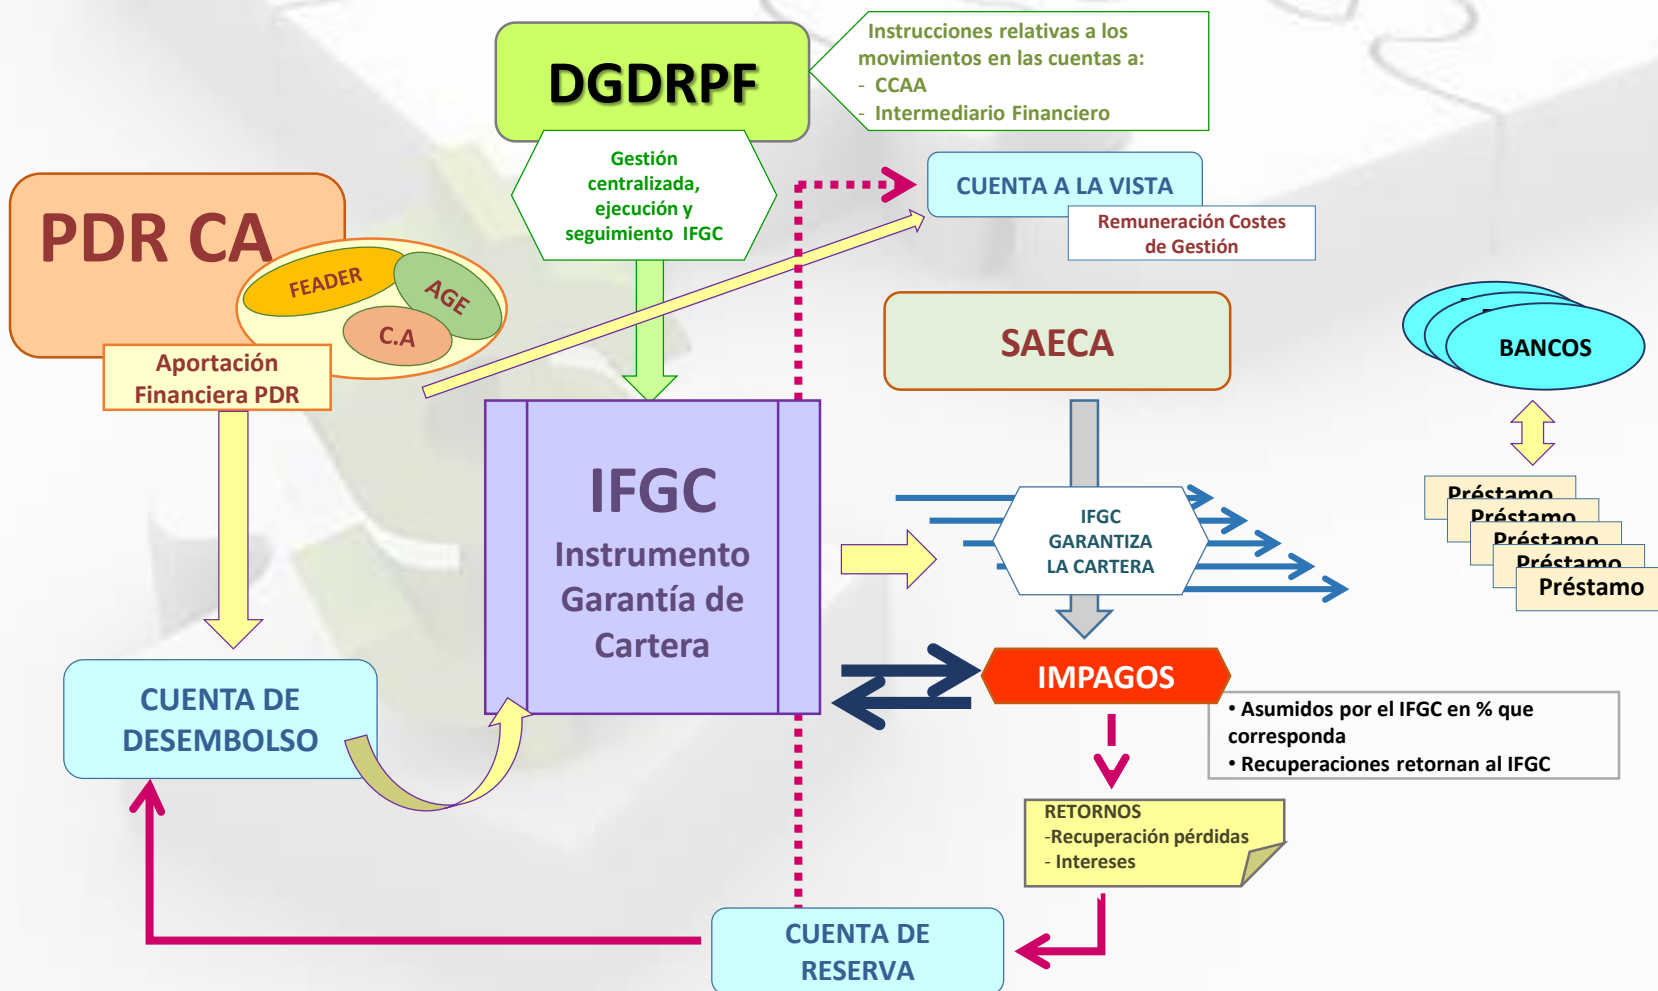 DGDRPF
Instrucciones relativas a los
movimientos en las cuentas a:
- CCAA
- Intermediario Financiero
Gestión
centralizada,
ejecución y
seguimiento IFGC
CUENTA A LA VISTA
Remuneración Costes
de Gestión
PDR CA
FEADER
AGE
C.A
Aportación
Financiera PDR
SAECA
BANCOS
IFGC
Instrumento
Garantía de
Cartera
IFGC
GARANTIZA
LA CARTERA
Préstamo
Préstamo
Préstamo
Préstamo
Préstamo
IMPAGOS
• Asumidos por el IFGC en % que
corresponda
• Recuperaciones retornan al IFGC
CUENTA DE
DESEMBOLSO
RETORNOS
-Recuperación pérdidas
- Intereses
CUENTA DE
RESERVA